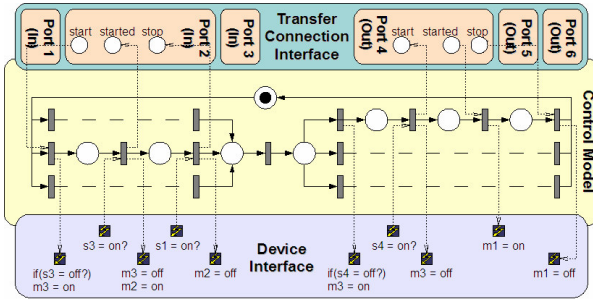 Transfer
Connection
Interface
Port 1
(In)
start
started
stop
Port 2
(In)
Port 3
(In)
Port 4
(Out)
start
started
stop
Port 5
(Out)
Port 6
(Out)
Control Model
s3 = on?
s1 = on?
s4 = on?
m1 = on
Device
Interface
if(s3 = off?)
m3 = on
m3 = off
m2 = on
m2 = off
if(s4 = off?)
m3 = on
m3 = off
m1 = off